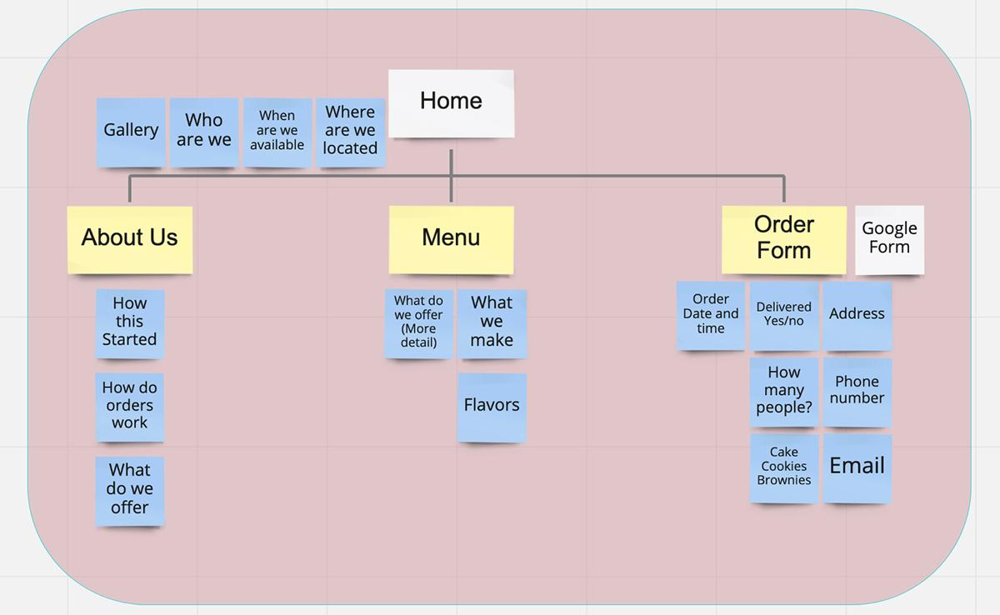 Home
Gallery
Who
are we
When
are we
available
Where
are we
located
About Us
Menu
Order
Form
Google
Form
How
this
Started
How do
orders
work
What
do we
offer
What do
we offer
(More
detail)
What
we
make
Flavors
Order
Date and
time
Delivered
Yes/no
Address
How
many
people?
Phone
number
Cake
Cookies
Brownies
Email